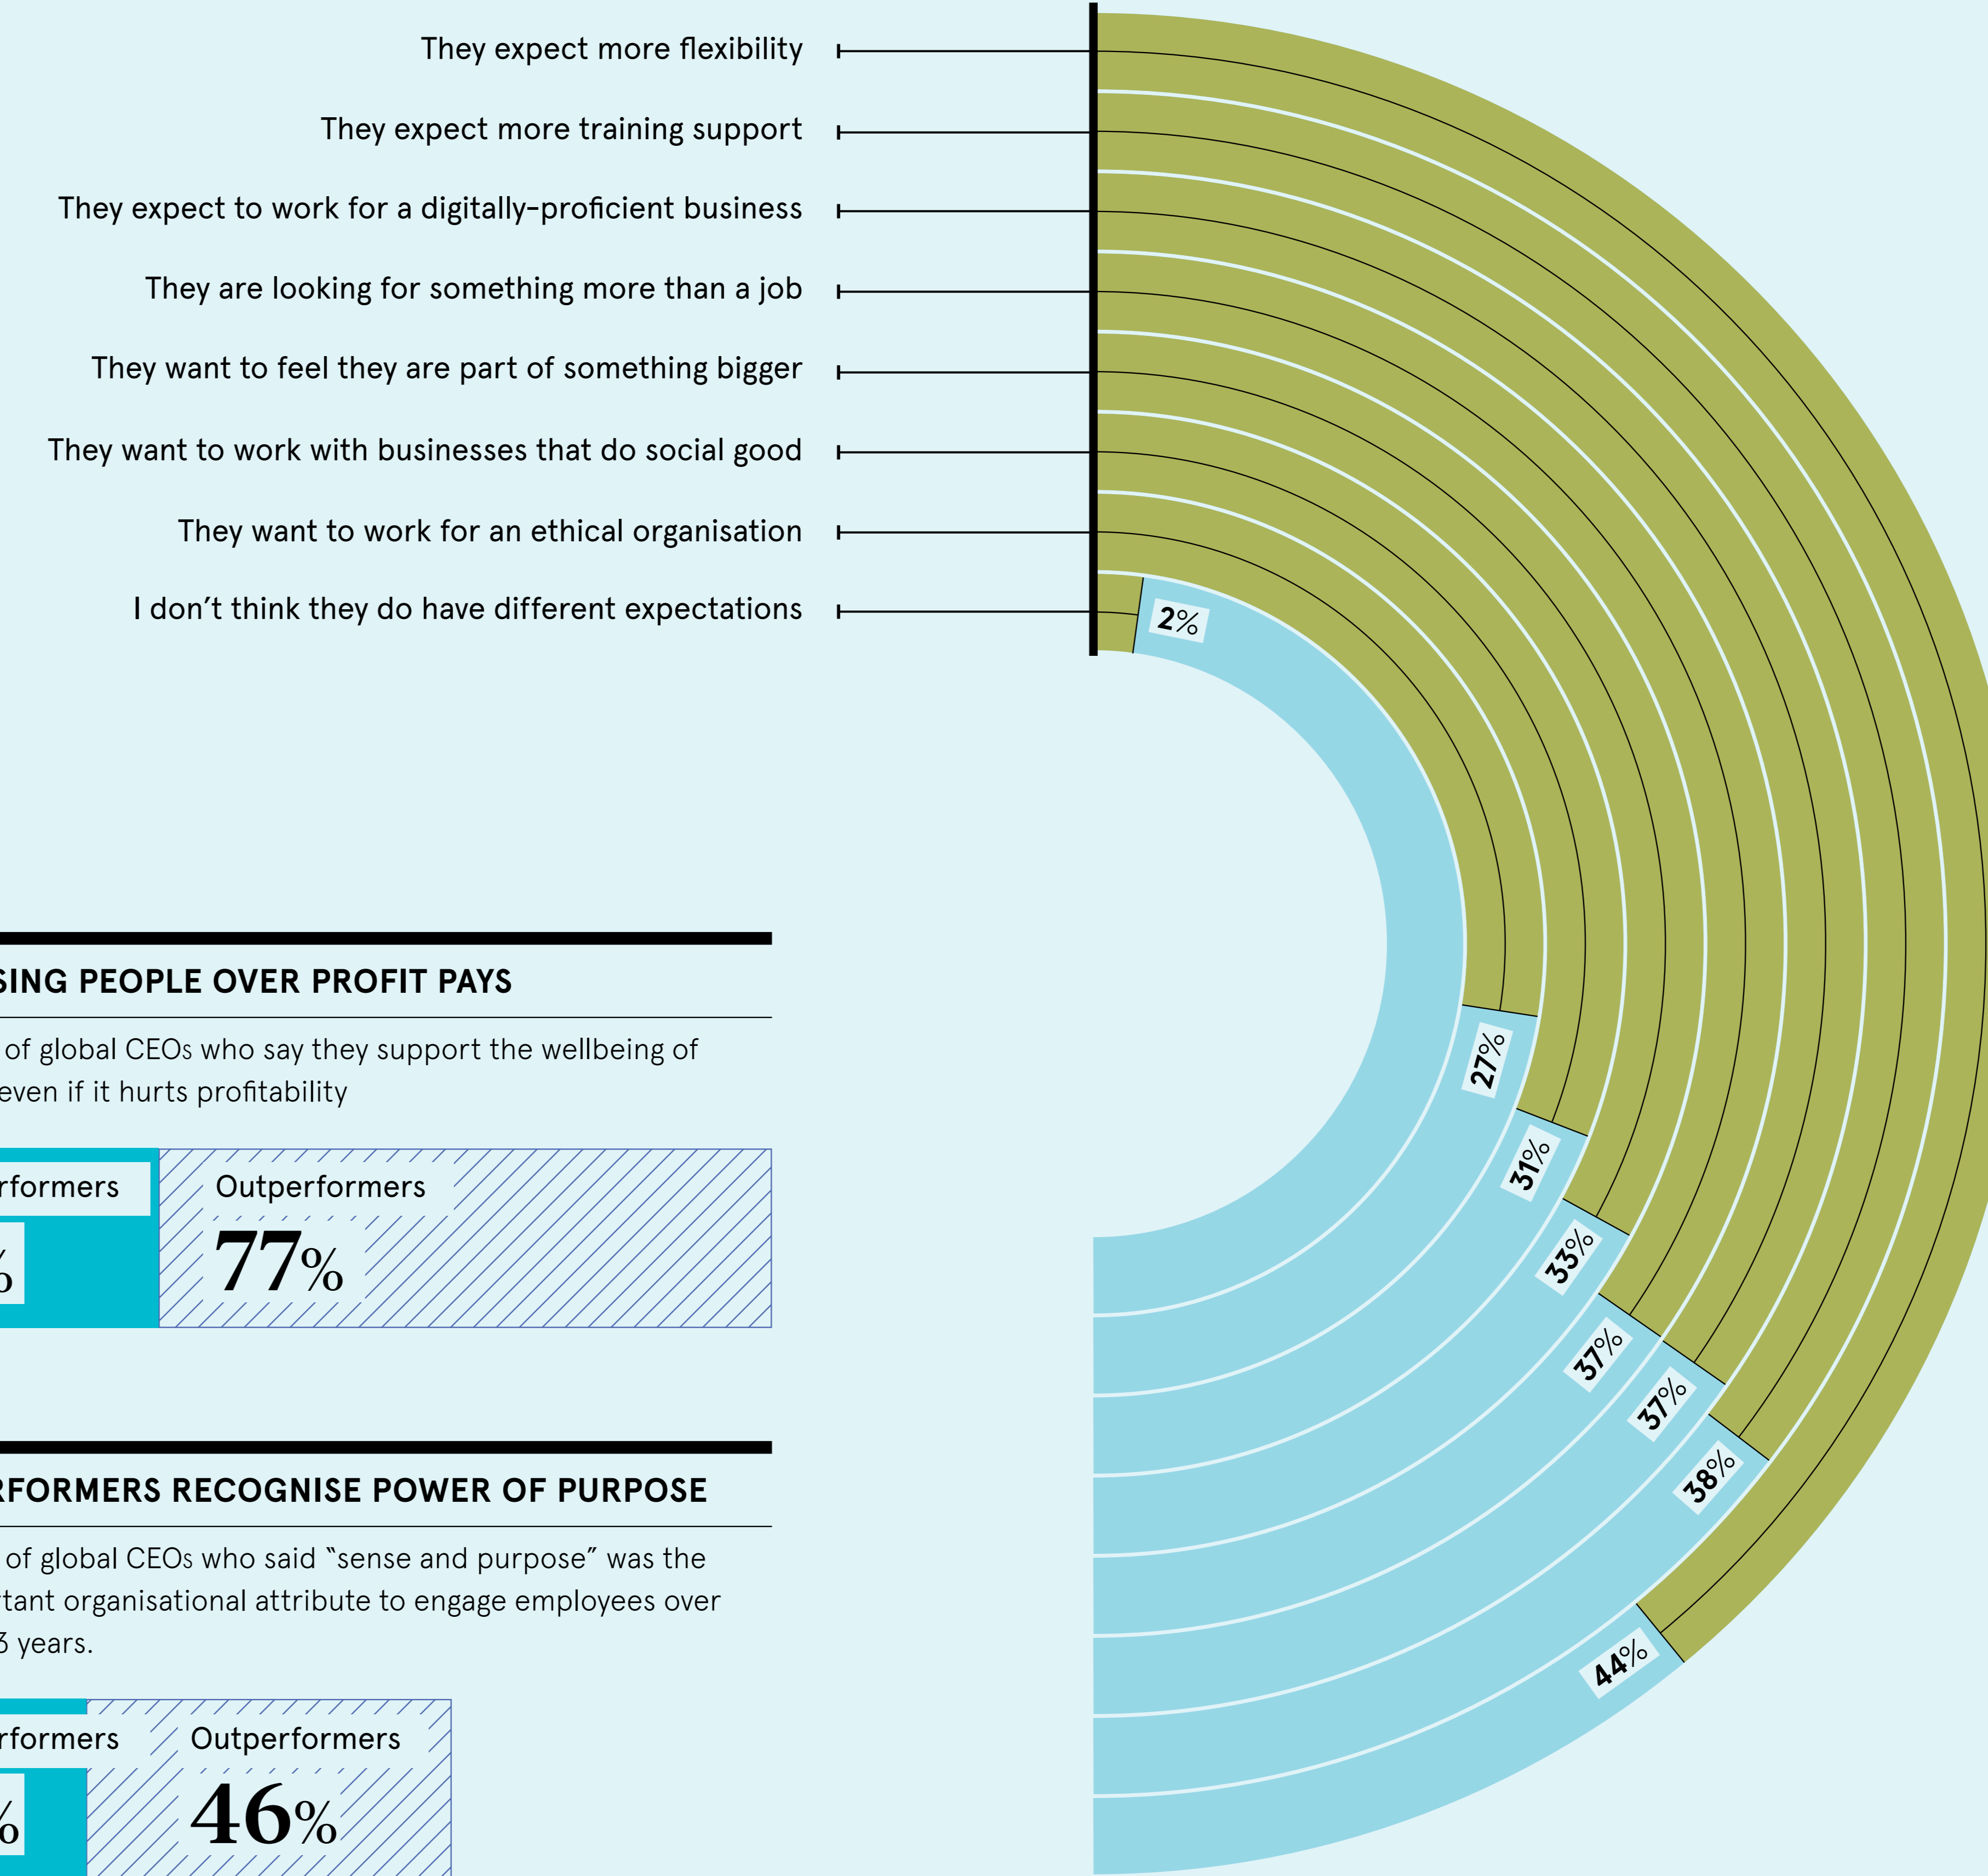 They expect more flexibility
They expect more training support
They expect to work for a digitally-proficient business
They are looking for something more than a job
They want to feel they are part of something bigger
They want to work with businesses that do social good
They want to work for an ethical organisation
I don’t think they do have different expectations
2%
27%
31%
33%
37%
37%
38%
44%
SING PEOPLE OVER PROFIT PAYS
of global CEOs who say they support the wellbeing of
even if it hurts profitability
rformers
Outperformers
%
77%
RFORMERS RECOGNISE POWER OF PURPOSE
of global CEOs who said “sense and purpose” was the
rtant organisational attribute to engage employees over
3 years.
rformers
Outperformers
%
46%